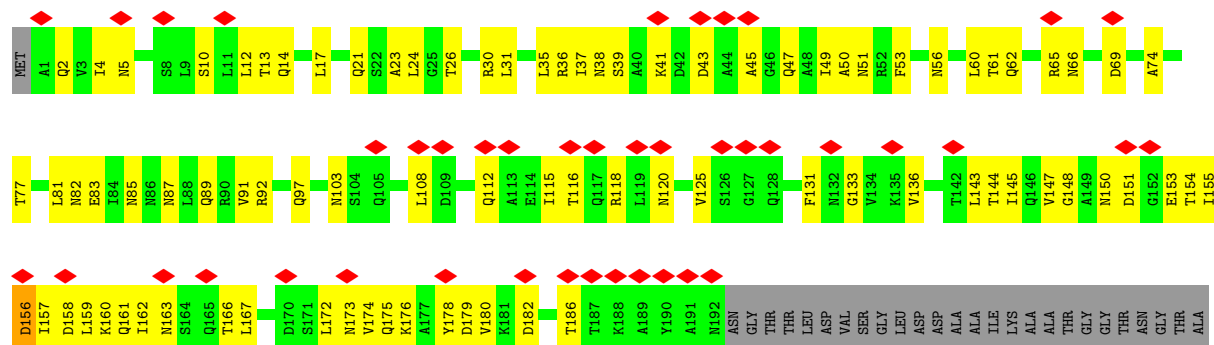 MET A1 Q2 V3 I4 N5 S8 L9 S10 L11 L12 T13 Q14 L17 Q21 S22 A23 L24 G25 T26 R30 L31 L35 R36 I37 N38 S39 A40 K41 D42 D43 A44 A45 G46 Q47 A48 I49 A50 N51 R52 F53 N56 L60 T61 Q62 R65 N66 D69 A74
T77 L81 N82 E83 I84 N85 N86 N87 L88 Q89 R90 V91 R92 Q97 N103 S104 Q105 L108 D109 Q112 A113 E114 I115 T116 Q117 R118 L119 N120 V125 S126 G127 Q128 F131 N132 G133 V134 K135 V136 T142 L143 T144 I145 Q146 V147 G148 A149 N150 D151 G152 E153 T154 I155
D156 I157 D158 L159 K160 Q161 I162 N163 S164 Q165 T166 L167 D170 S171 L172 N173 V174 Q175 K176 A177 Y178 D179 V180 K181 D182 T186 T187 K188 A189 Y190 A191 N192 ASN GLY THR THR LEU ASP VAL SER GLY LEU ASP ASP ALA ALA ILE LYS ALA ALA THR GLY GLY THR ASN GLY THR ALA